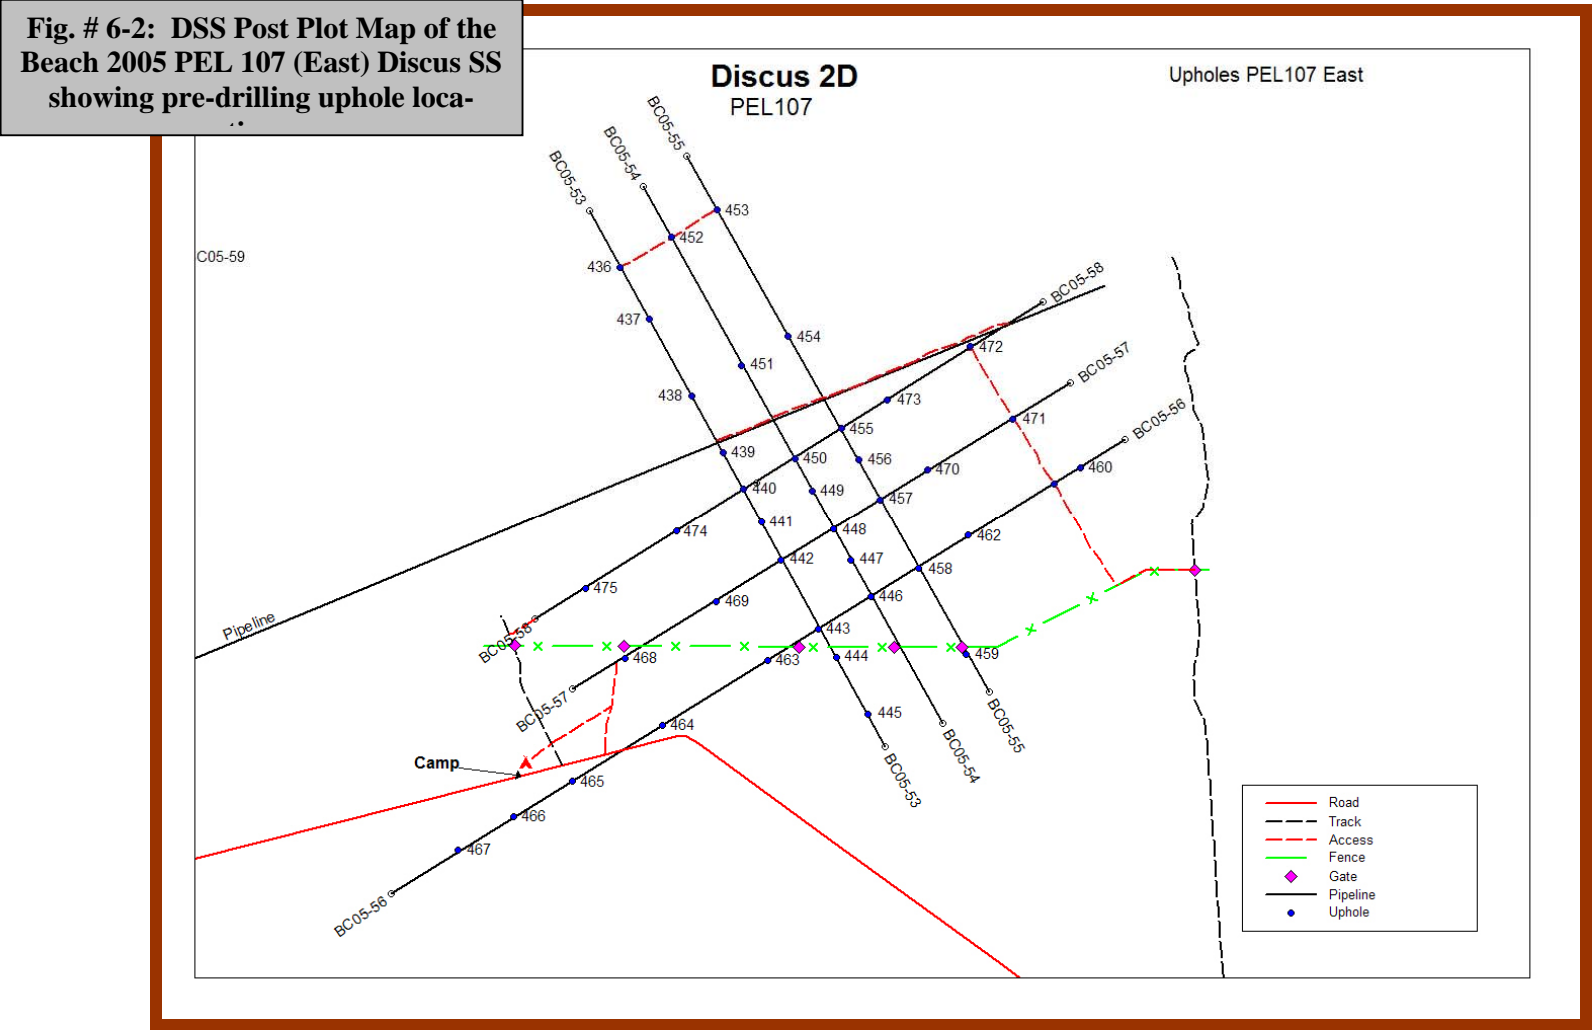 Fig. # 6-2: DSS Post Plot Map of the
Beach 2005 PEL 107 (East) Discus SS
showing pre-drilling uphole loca-
Discus 2D
PEL107
Upholes PEL107 East
BC05-55
BC05-54
BC05-53
453
452
436
C05-59
BC05-58
437
454
472
BC05-57
451
438
473
BC05-56
471
455
439
450
456
460
470
440
449
457
441
474
448
462
442
447
458
475
446
469
Pipeline
443
BC05-58
468
463
444
459
BC05-57
445
464
BC05-55
BC05-54
Camp
BC05-53
465
466
467
BC05-56
Road
Track
Access
Fence
Gate
Pipeline
Uphole